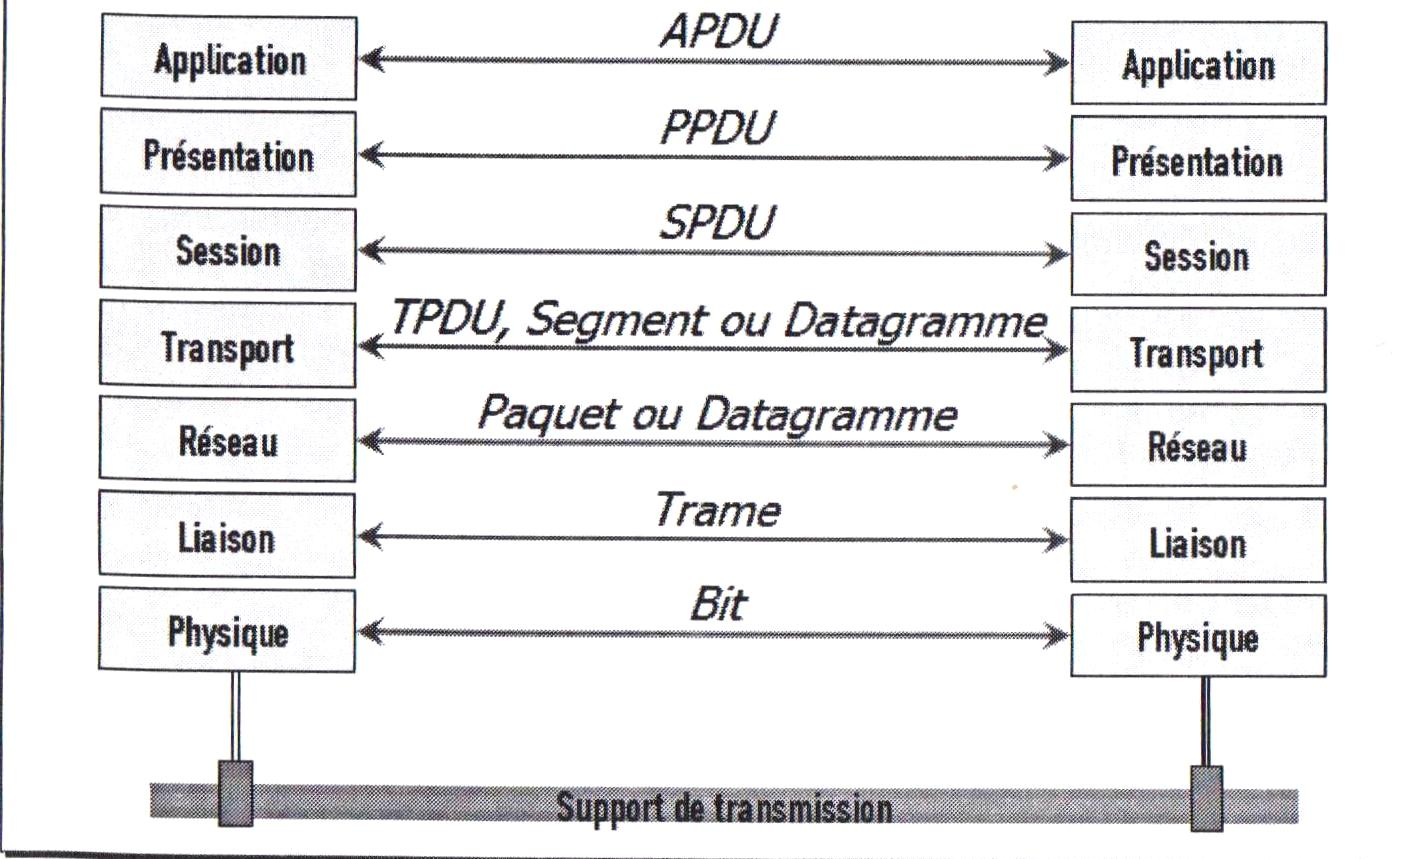 APDU
Application Application
PPDU
Présentation Présentation
SPDU
Session Session
TPDU, Segment ou Datagramme
Transport Transport
Paquet ou Datagramme
Réseau Réseau
Trame
Liaison Liaison
Bit
Physique Physique
Support de transmission